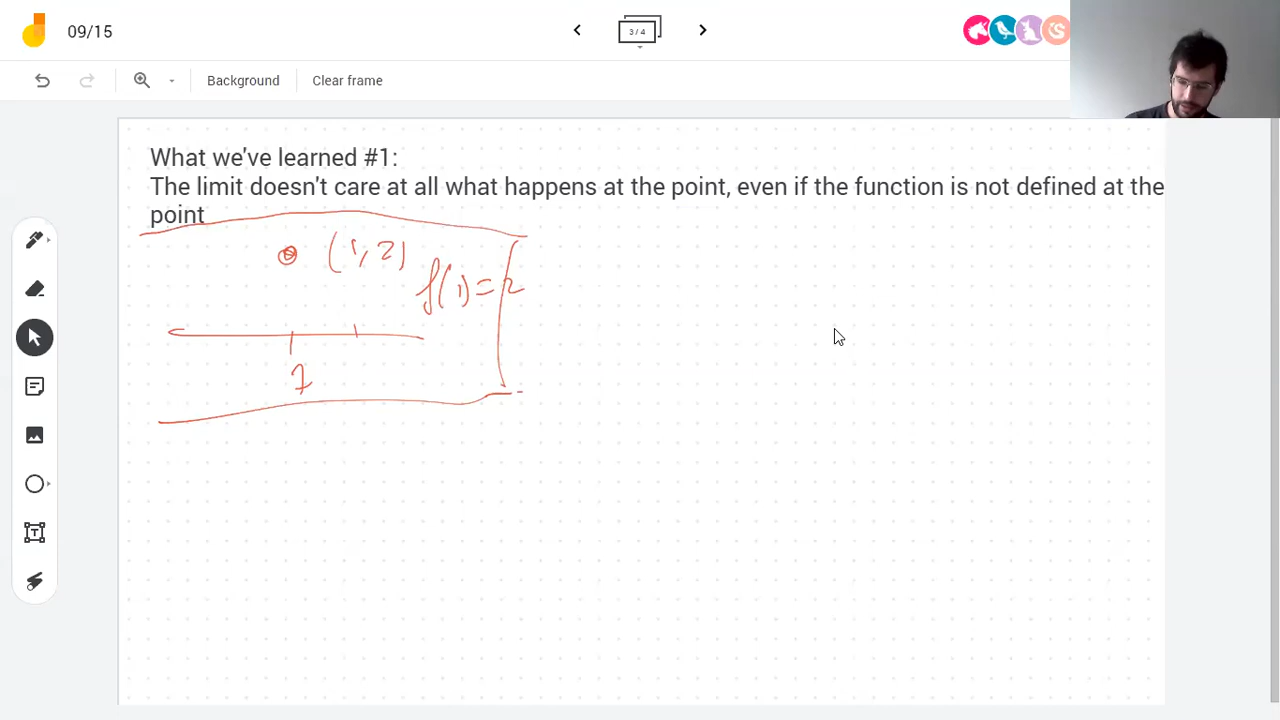 09/15
3 / 4
Background
Clear frame
What we've learned #1:
The limit doesn't care at all what happens at the point, even if the function is not defined at the
point
(1, 2)
f(1) = 2
1